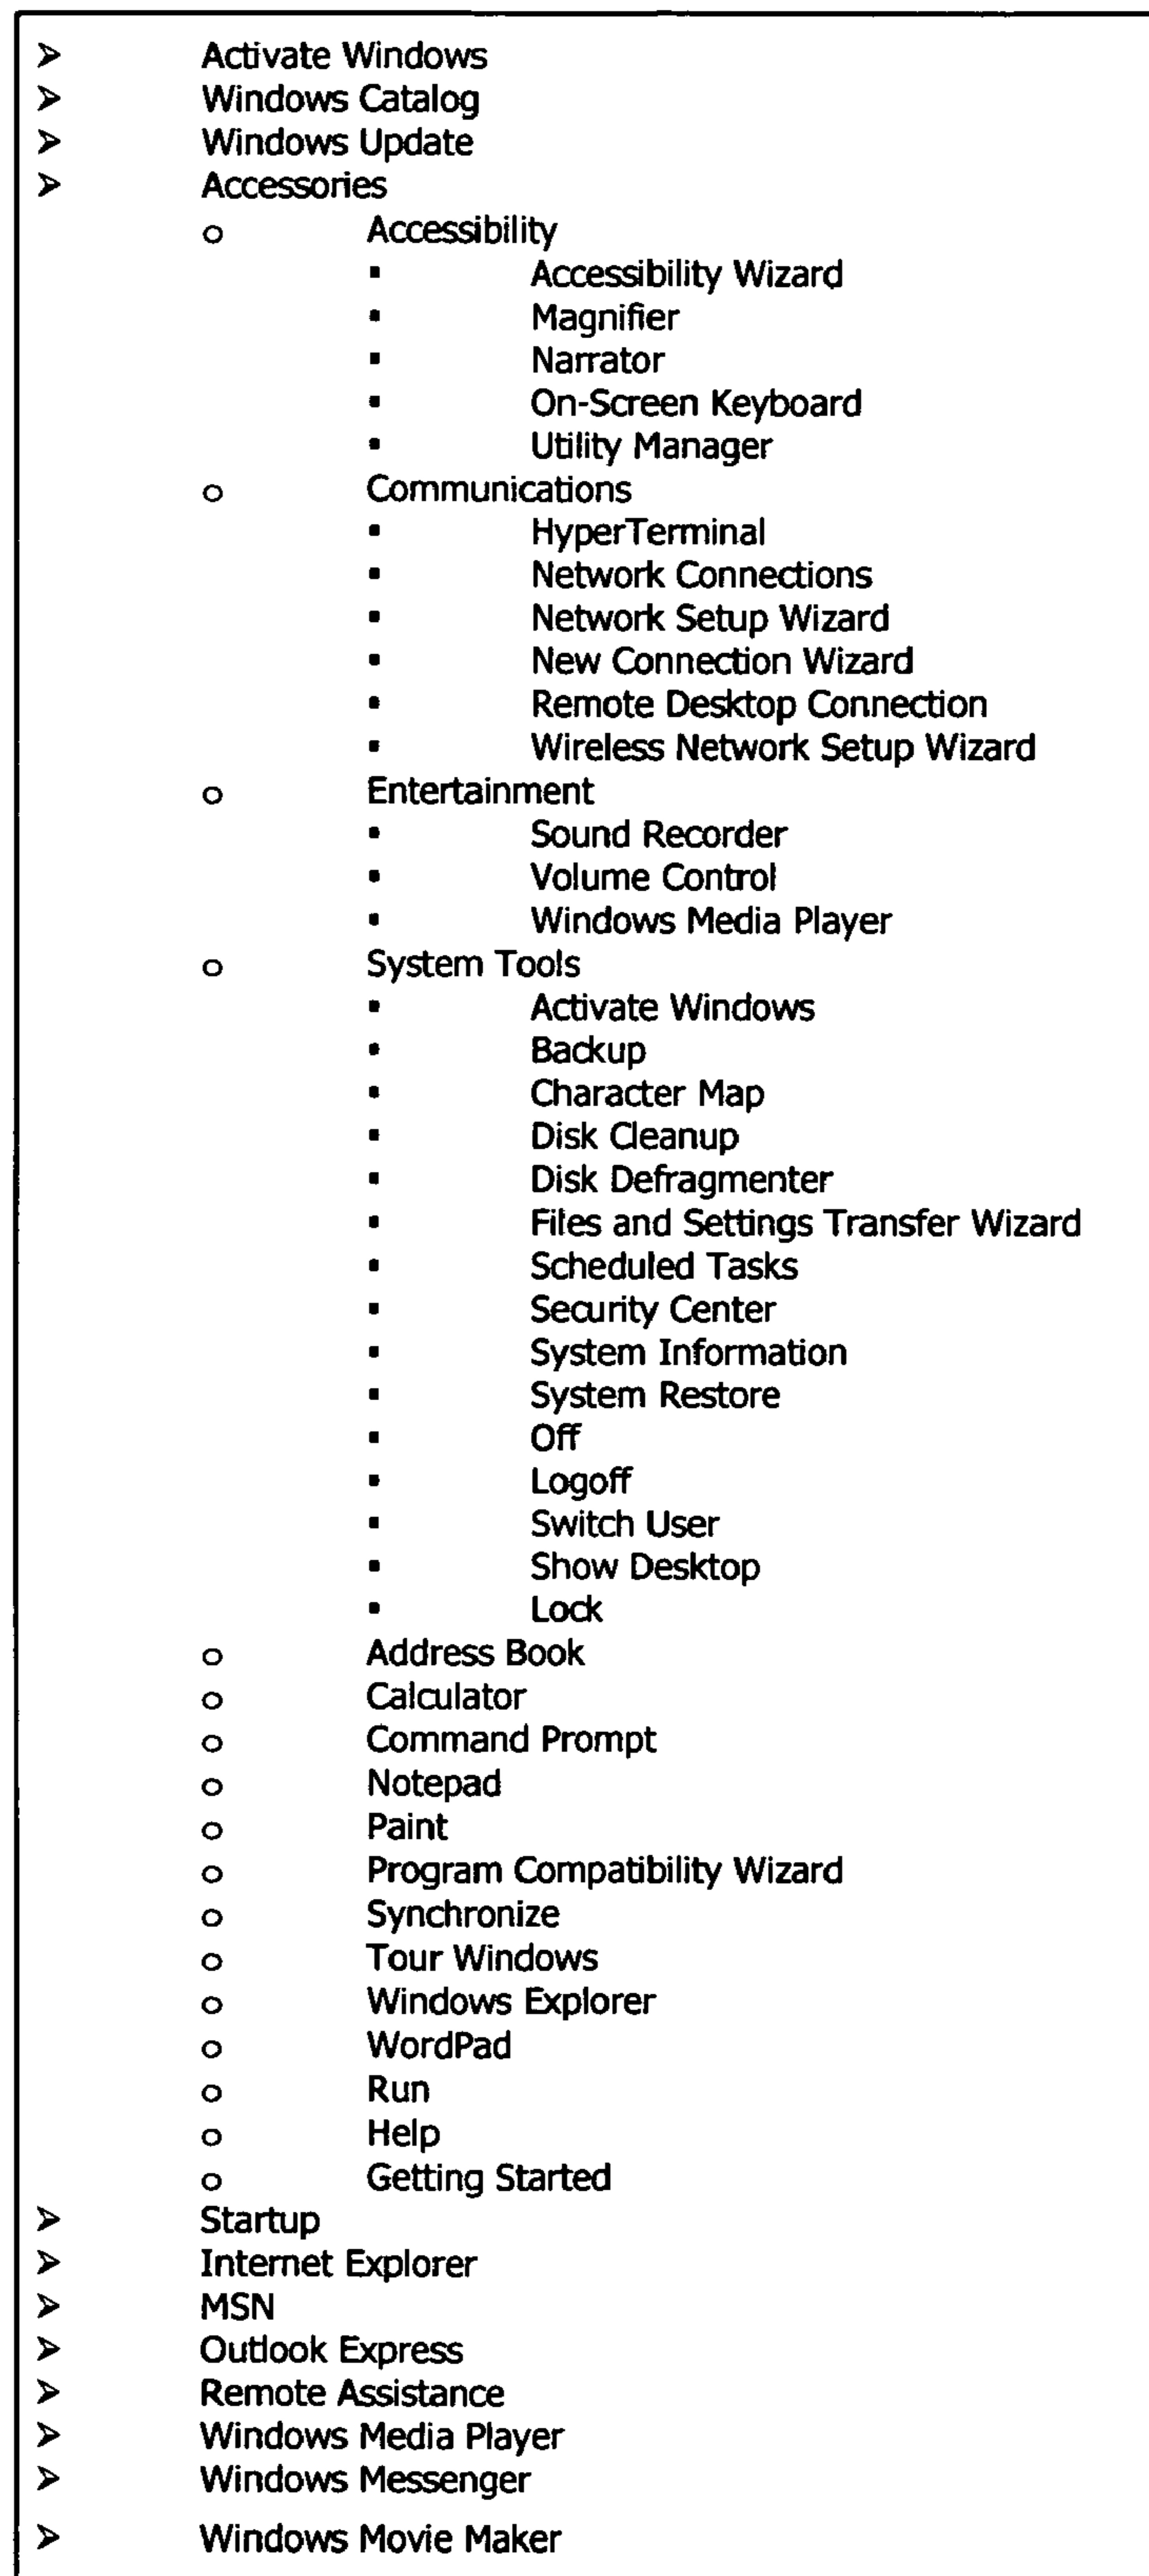 ➢ Activate Windows
➢ Windows Catalog
➢ Windows Update
➢ Accessories
o Accessibility
▪ Accessibility Wizard
▪ Magnifier
▪ Narrator
▪ On-Screen Keyboard
▪ Utility Manager
o Communications
▪ HyperTerminal
▪ Network Connections
▪ Network Setup Wizard
▪ New Connection Wizard
▪ Remote Desktop Connection
▪ Wireless Network Setup Wizard
o Entertainment
▪ Sound Recorder
▪ Volume Control
▪ Windows Media Player
o System Tools
▪ Activate Windows
▪ Backup
▪ Character Map
▪ Disk Cleanup
▪ Disk Defragmenter
▪ Files and Settings Transfer Wizard
▪ Scheduled Tasks
▪ Security Center
▪ System Information
▪ System Restore
▪ Off
▪ Logoff
▪ Switch User
▪ Show Desktop
▪ Lock
o Address Book
o Calculator
o Command Prompt
o Notepad
o Paint
o Program Compatibility Wizard
o Synchronize
o Tour Windows
o Windows Explorer
o WordPad
o Run
o Help
o Getting Started
➢ Startup
➢ Internet Explorer
➢ MSN
➢ Outlook Express
➢ Remote Assistance
➢ Windows Media Player
➢ Windows Messenger
➢ Windows Movie Maker